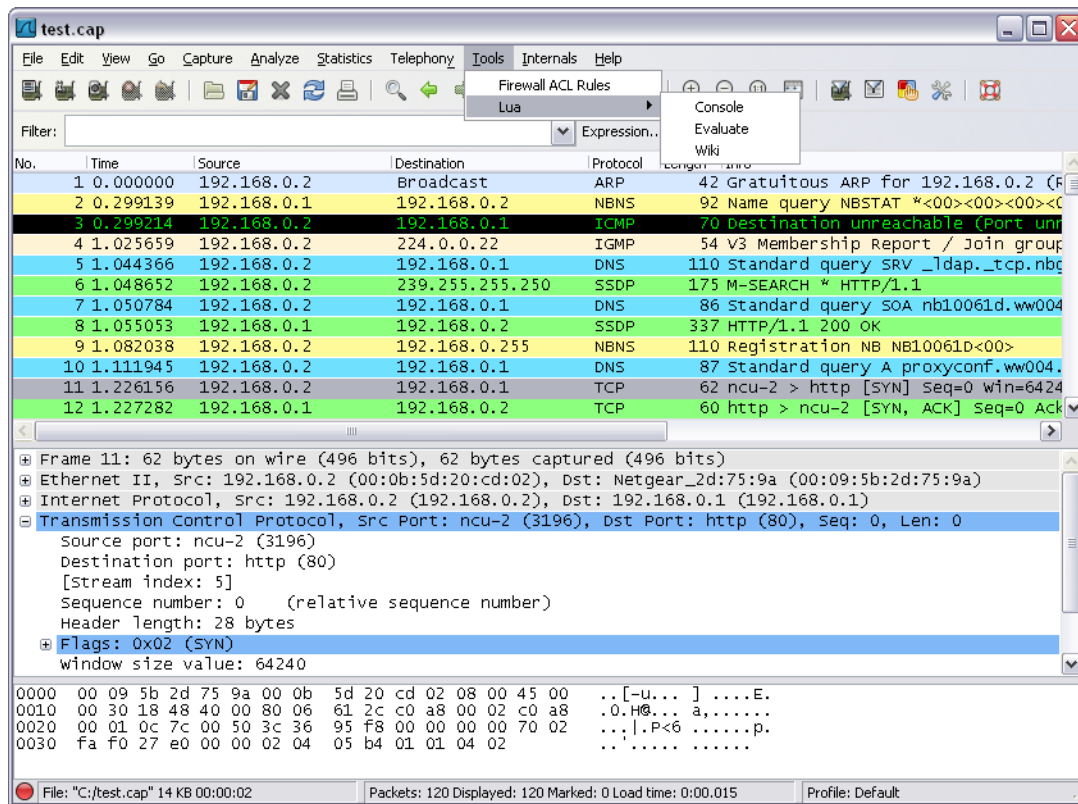 test.cap
File Edit View Go Capture Analyze Statistics Telephony Tools Internals Help
Firewall ACL Rules
Lua
Console
Evaluate
Wiki
Filter: Expression..
No. Time Source Destination Protocol Length Info
1 0.000000 192.168.0.2 Broadcast ARP 42 Gratuitous ARP for 192.168.0.2 (R
2 0.299139 192.168.0.1 192.168.0.2 NBNS 92 Name query NBSTAT *<00><00><00><0
3 0.299214 192.168.0.2 192.168.0.1 ICMP 70 Destination unreachable (Port unr
4 1.025659 192.168.0.2 224.0.0.22 IGMP 54 V3 Membership Report / Join group
5 1.044366 192.168.0.2 192.168.0.1 DNS 110 Standard query SRV _ldap._tcp.nbg
6 1.048652 192.168.0.2 239.255.255.250 SSDP 175 M-SEARCH * HTTP/1.1
7 1.050784 192.168.0.2 192.168.0.1 DNS 86 Standard query SOA nb10061d.ww004
8 1.055053 192.168.0.1 192.168.0.2 SSDP 337 HTTP/1.1 200 OK
9 1.082038 192.168.0.2 192.168.0.255 NBNS 110 Registration NB NB10061D<00>
10 1.111945 192.168.0.2 192.168.0.1 DNS 87 Standard query A proxyconf.ww004.
11 1.226156 192.168.0.2 192.168.0.1 TCP 62 ncu-2 > http [SYN] Seq=0 Win=6424
12 1.227282 192.168.0.1 192.168.0.2 TCP 60 http > ncu-2 [SYN, ACK] Seq=0 Ack
Frame 11: 62 bytes on wire (496 bits), 62 bytes captured (496 bits)
Ethernet II, Src: 192.168.0.2 (00:0b:5d:20:cd:02), Dst: Netgear_2d:75:9a (00:09:5b:2d:75:9a)
Internet Protocol, Src: 192.168.0.2 (192.168.0.2), Dst: 192.168.0.1 (192.168.0.1)
Transmission Control Protocol, Src Port: ncu-2 (3196), Dst Port: http (80), Seq: 0, Len: 0
Source port: ncu-2 (3196)
Destination port: http (80)
[Stream index: 5]
Sequence number: 0 (relative sequence number)
Header length: 28 bytes
Flags: 0x02 (SYN)
Window size value: 64240
0000 00 09 5b 2d 75 9a 00 0b 5d 20 cd 02 08 00 45 00 ..[-u... ] ....E.
0010 00 30 18 48 40 00 80 06 61 2c c0 a8 00 02 c0 a8 .0.H@... a,......
0020 00 01 0c 7c 00 50 3c 36 95 f8 00 00 00 00 70 02 ...|.P<6 ......p.
0030 fa f0 27 e0 00 00 02 04 05 b4 01 01 04 02 ..'..... ......
File: "C:/test.cap" 14 KB 00:00:02 Packets: 120 Displayed: 120 Marked: 0 Load time: 0:00.015 Profile: Default